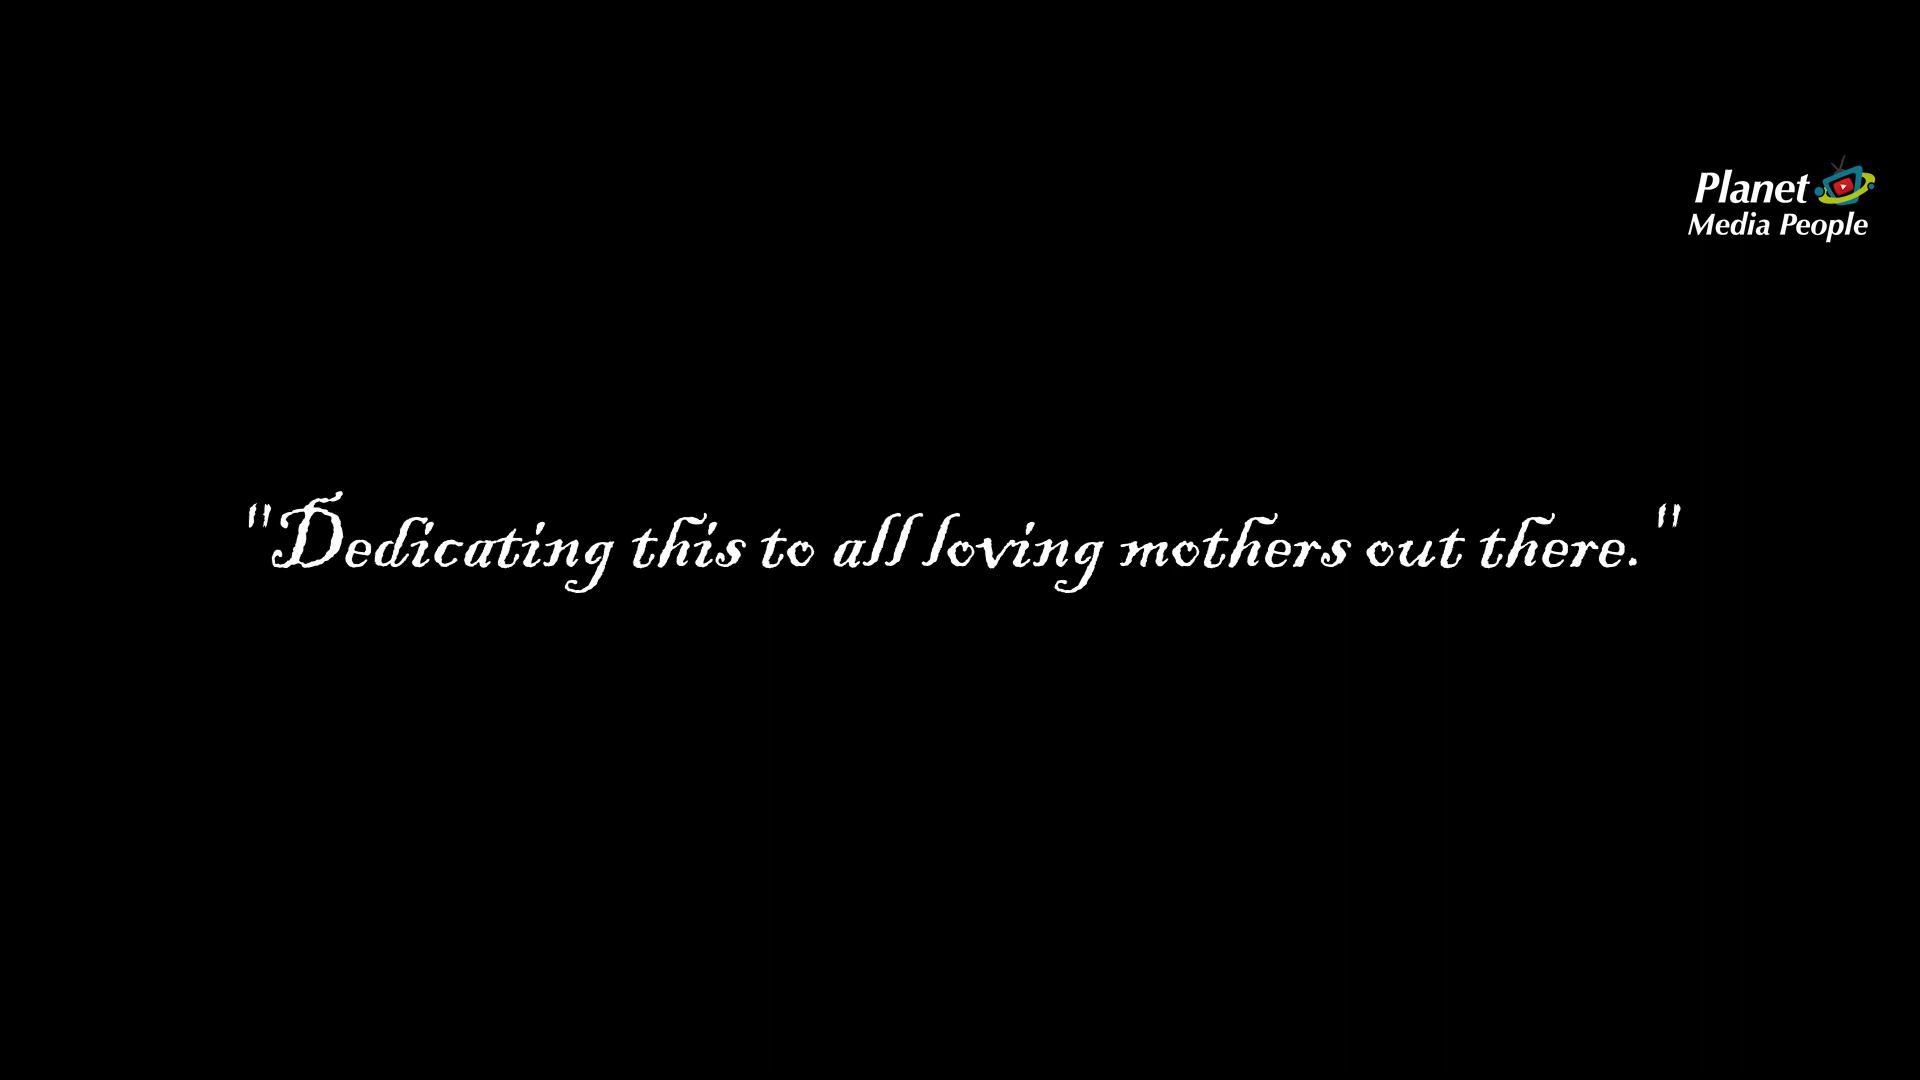 Planet
Media People
"Dedicating this to all loving mothers out there."